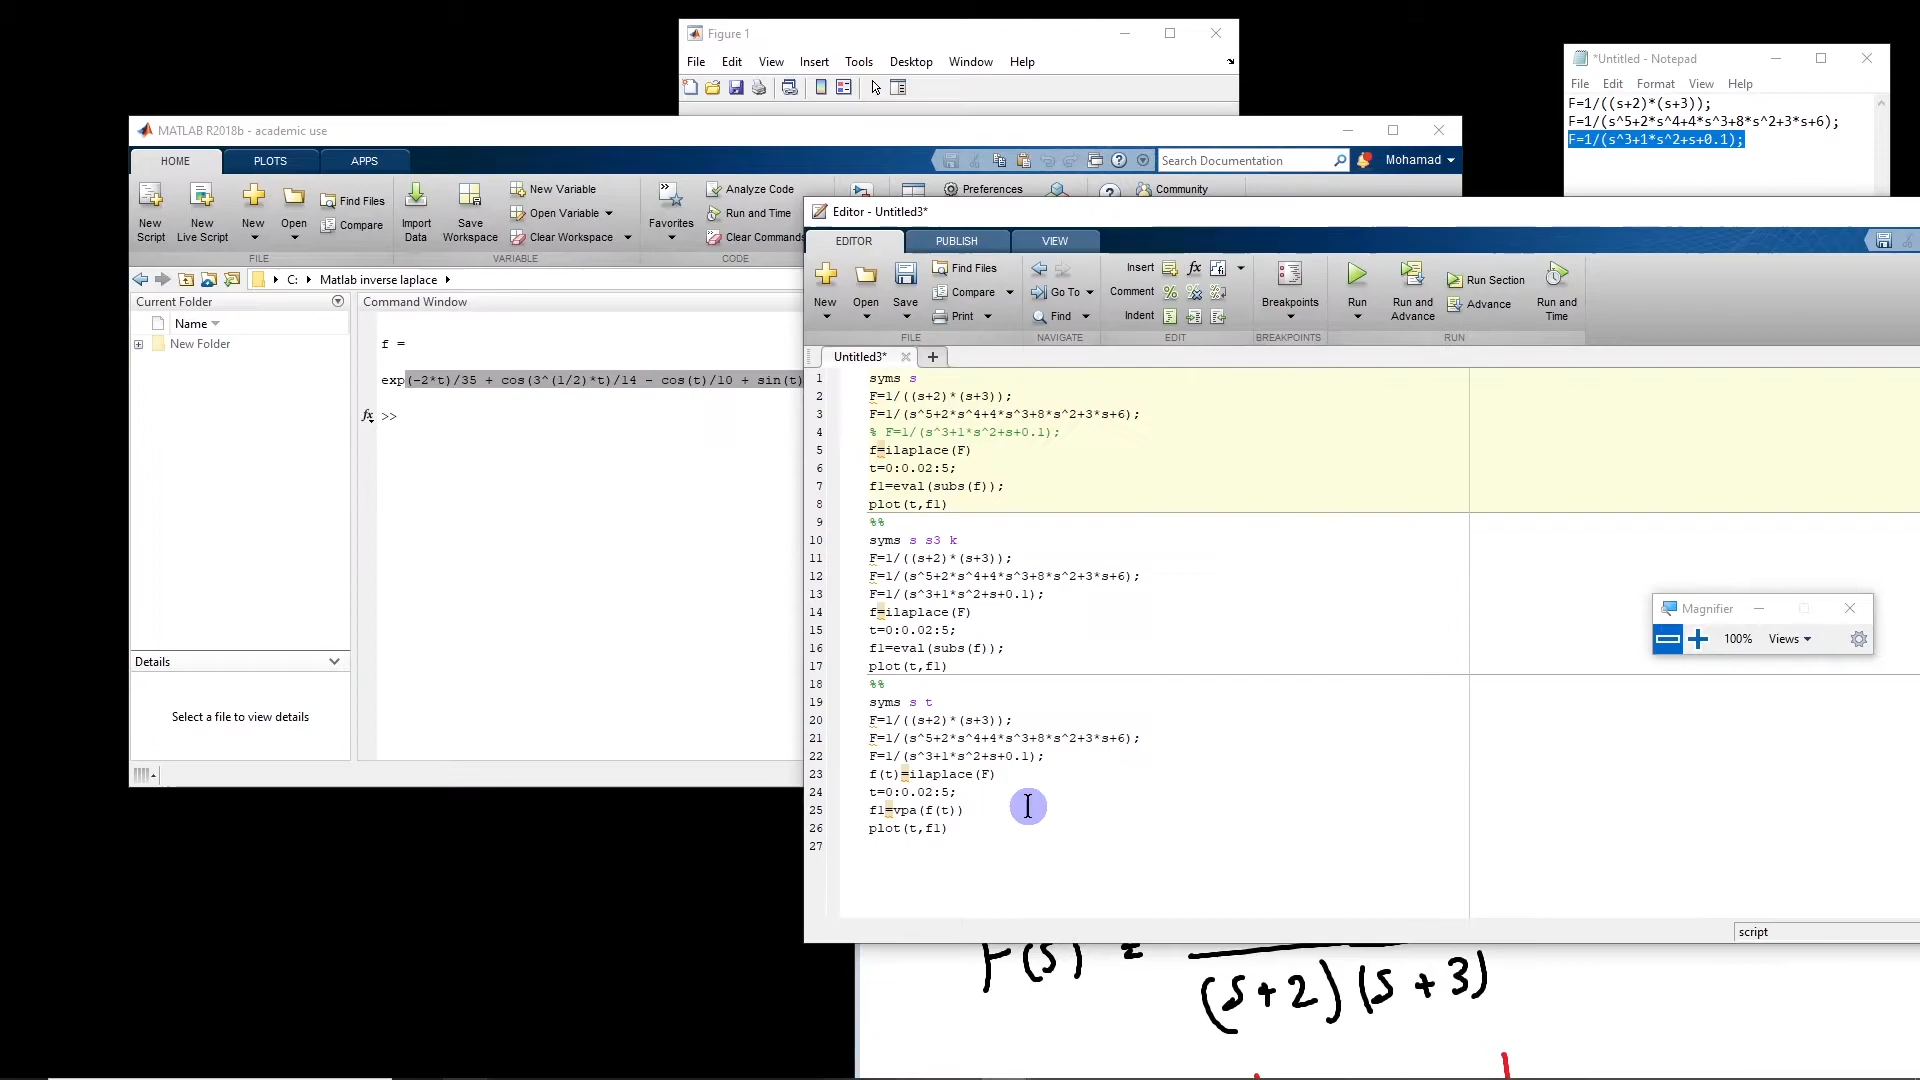 Figure 1
File Edit View Insert Tools Desktop Window Help
*Untitled - Notepad
File Edit Format View Help
F=1/((s+2)*(s+3));
F=1/(s^5+2*s^4+4*s^3+8*s^2+3*s+6);
F=1/(s^3+1*s^2+s+0.1);
MATLAB R2018b - academic use
HOME PLOTS APPS
Search Documentation
Mohamad
New Script
New Live Script
New
Open
Find Files
Compare
Import Data
Save Workspace
New Variable
Open Variable
Clear Workspace
Favorites
Analyze Code
Run and Time
Clear Commands
Preferences
Community
FILE VARIABLE CODE
C: Matlab inverse laplace
Current Folder
Name
New Folder
Details
Select a file to view details
Command Window
f =
exp(-2*t)/35 + cos(3^(1/2)*t)/14 - cos(t)/10 + sin(t)
fx >>
Editor - Untitled3*
EDITOR PUBLISH VIEW
New
Open
Save
Find Files
Compare
Print
Go To
Find
Insert fx
Comment
Indent
Breakpoints
Run
Run and Advance
Run Section
Advance
Run and Time
FILE NAVIGATE EDIT BREAKPOINTS RUN
Untitled3*
1 syms s
2 F=1/((s+2)*(s+3));
3 F=1/(s^5+2*s^4+4*s^3+8*s^2+3*s+6);
4 % F=1/(s^3+1*s^2+s+0.1);
5 f=ilaplace(F)
6 t=0:0.02:5;
7 f1=eval(subs(f));
8 plot(t,f1)
9 %%
10 syms s s3 k
11 F=1/((s+2)*(s+3));
12 F=1/(s^5+2*s^4+4*s^3+8*s^2+3*s+6);
13 F=1/(s^3+1*s^2+s+0.1);
14 f=ilaplace(F)
15 t=0:0.02:5;
16 f1=eval(subs(f));
17 plot(t,f1)
18 %%
19 syms s t
20 F=1/((s+2)*(s+3));
21 F=1/(s^5+2*s^4+4*s^3+8*s^2+3*s+6);
22 F=1/(s^3+1*s^2+s+0.1);
23 f(t)=ilaplace(F)
24 t=0:0.02:5;
25 f1=vpa(f(t))
26 plot(t,f1)
27
script
Magnifier
100% Views
F(s) =
(s+2)(s+3)